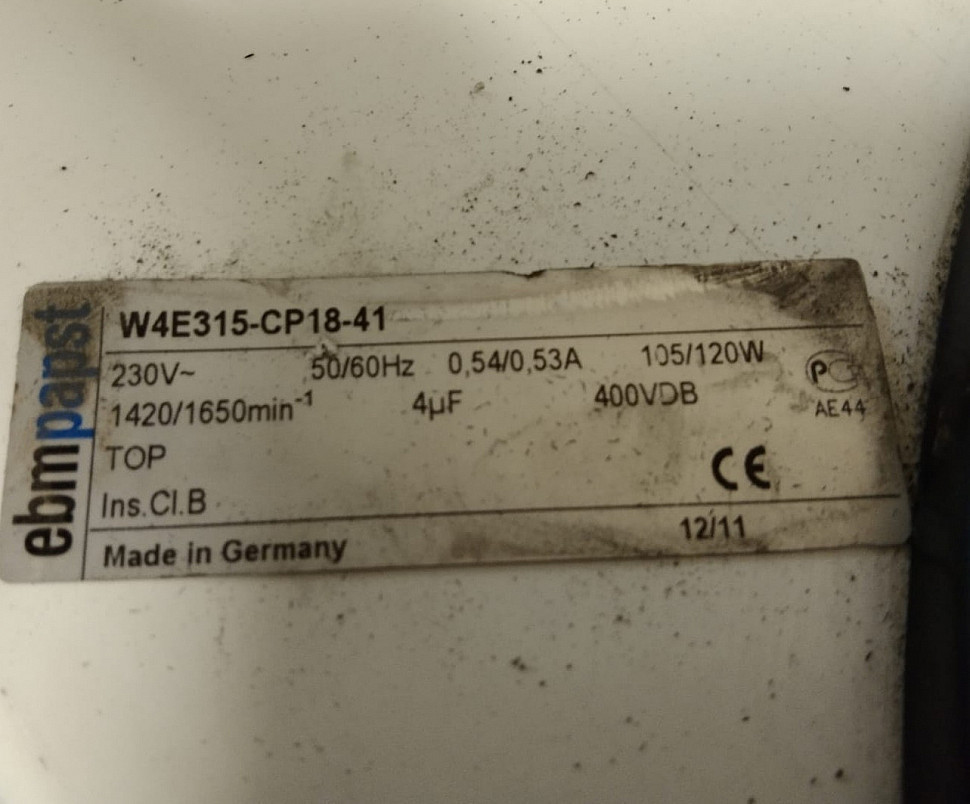 ebmpapst
W4E315-CP18-41
230V~ 50/60Hz 0,54/0,53A 105/120W
1420/1650min-1 4µF 400VDB
AE44
TOP
CE
Ins.Cl.B
12/11
Made in Germany